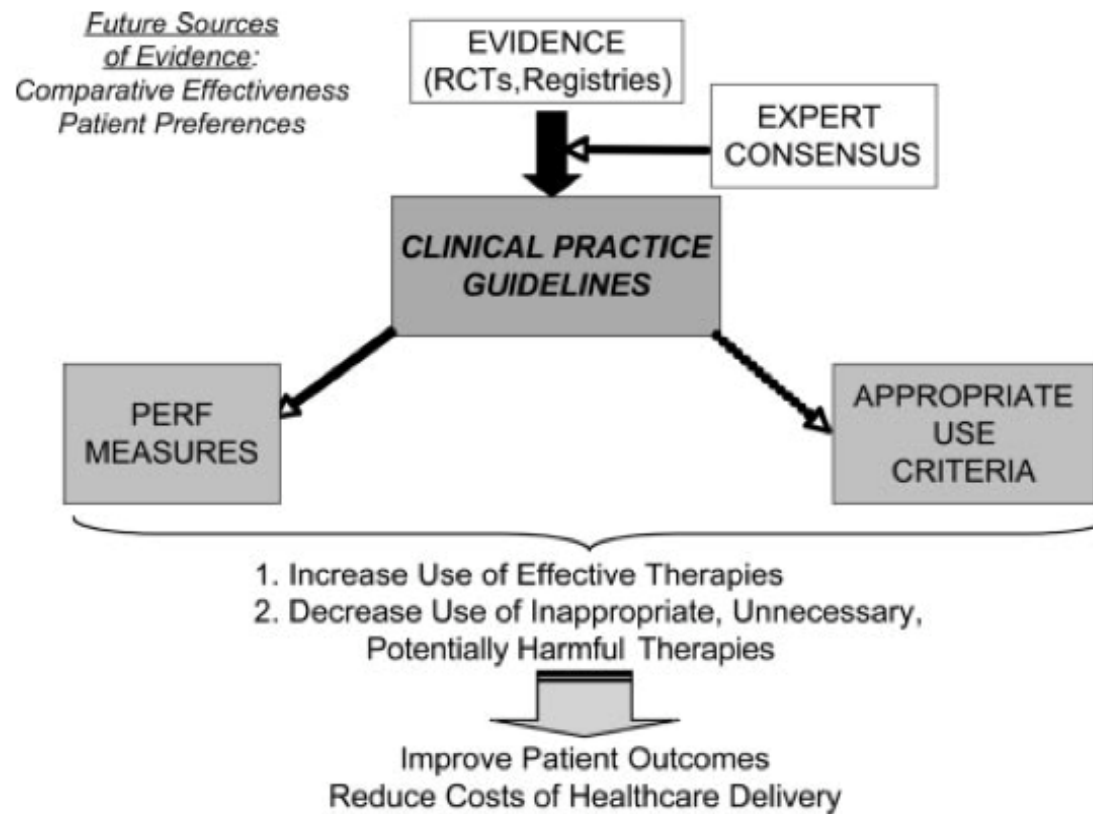 Future Sources
of Evidence:
Comparative Effectiveness
Patient Preferences
EVIDENCE
(RCTs,Registries)
EXPERT
CONSENSUS
CLINICAL PRACTICE
GUIDELINES
PERF
MEASURES
APPROPRIATE
USE
CRITERIA
1. Increase Use of Effective Therapies
2. Decrease Use of Inappropriate, Unnecessary,
Potentially Harmful Therapies
Improve Patient Outcomes
Reduce Costs of Healthcare Delivery